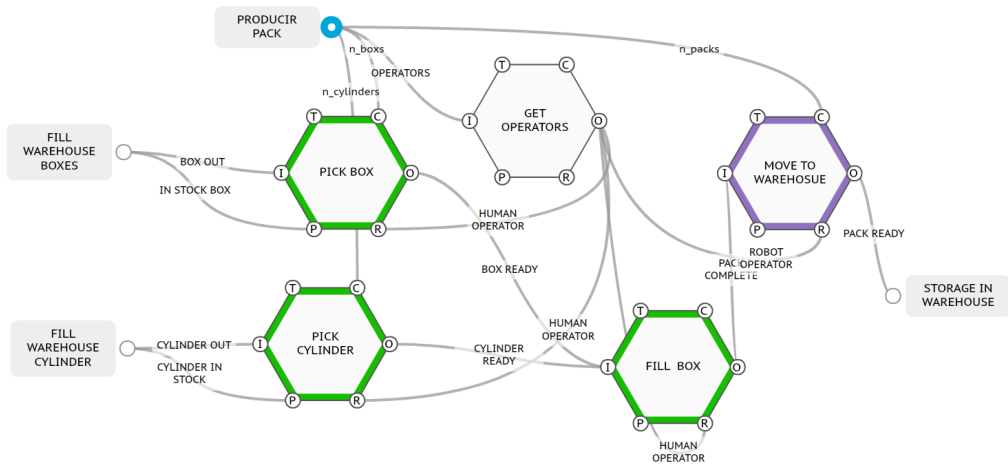 PRODUCIR
PACK
n_boxs
n_packs
OPERATORS
n_cylinders
T
C
GET
OPERATORS
I
O
P
R
FILL
WAREHOUSE
BOXES
BOX OUT
IN STOCK BOX
T
C
PICK BOX
I
O
P
R
HUMAN
OPERATOR
BOX READY
T
C
MOVE TO
WAREHOSUE
I
O
P
R
PACK READY
ROBOT
OPERATOR
PACK
COMPLETE
STORAGE IN
WAREHOUSE
FILL
WAREHOUSE
CYLINDER
CYLINDER OUT
CYLINDER IN
STOCK
T
C
PICK
CYLINDER
I
O
P
R
CYLINDER
READY
HUMAN
OPERATOR
T
C
FILL BOX
I
O
P
R
HUMAN
OPERATOR